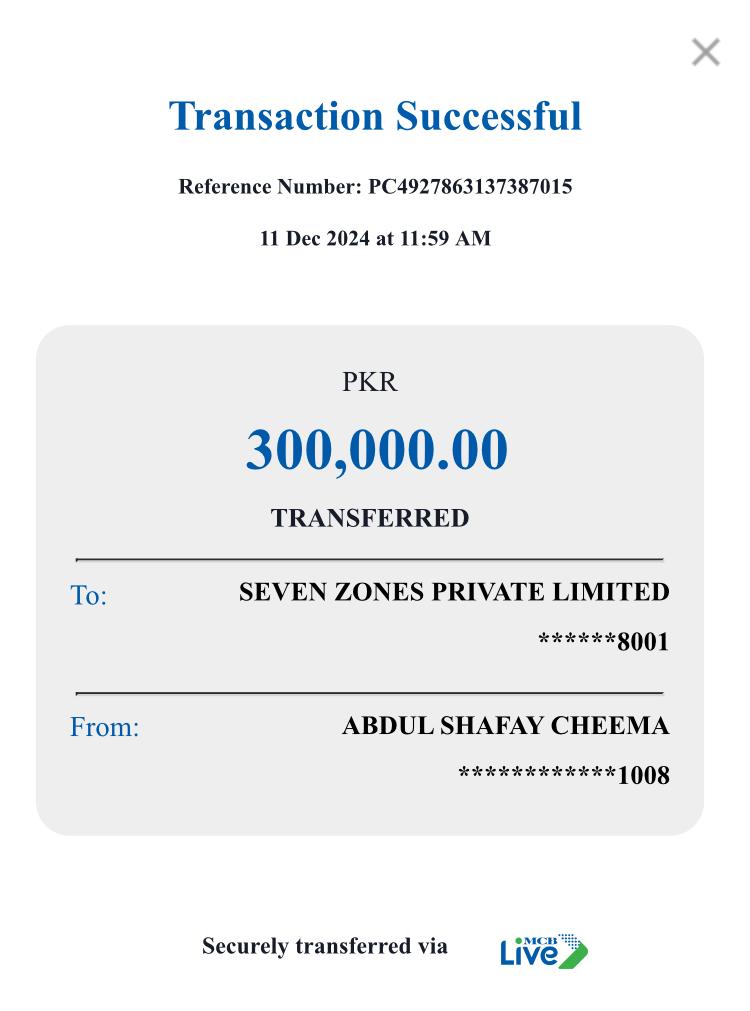 Transaction Successful
Reference Number: PC4927863137387015
11 Dec 2024 at 11:59 AM
PKR
300,000.00
TRANSFERRED
To: SEVEN ZONES PRIVATE LIMITED
******8001
From: ABDUL SHAFAY CHEEMA
************1008
Securely transferred via
MCB
Live